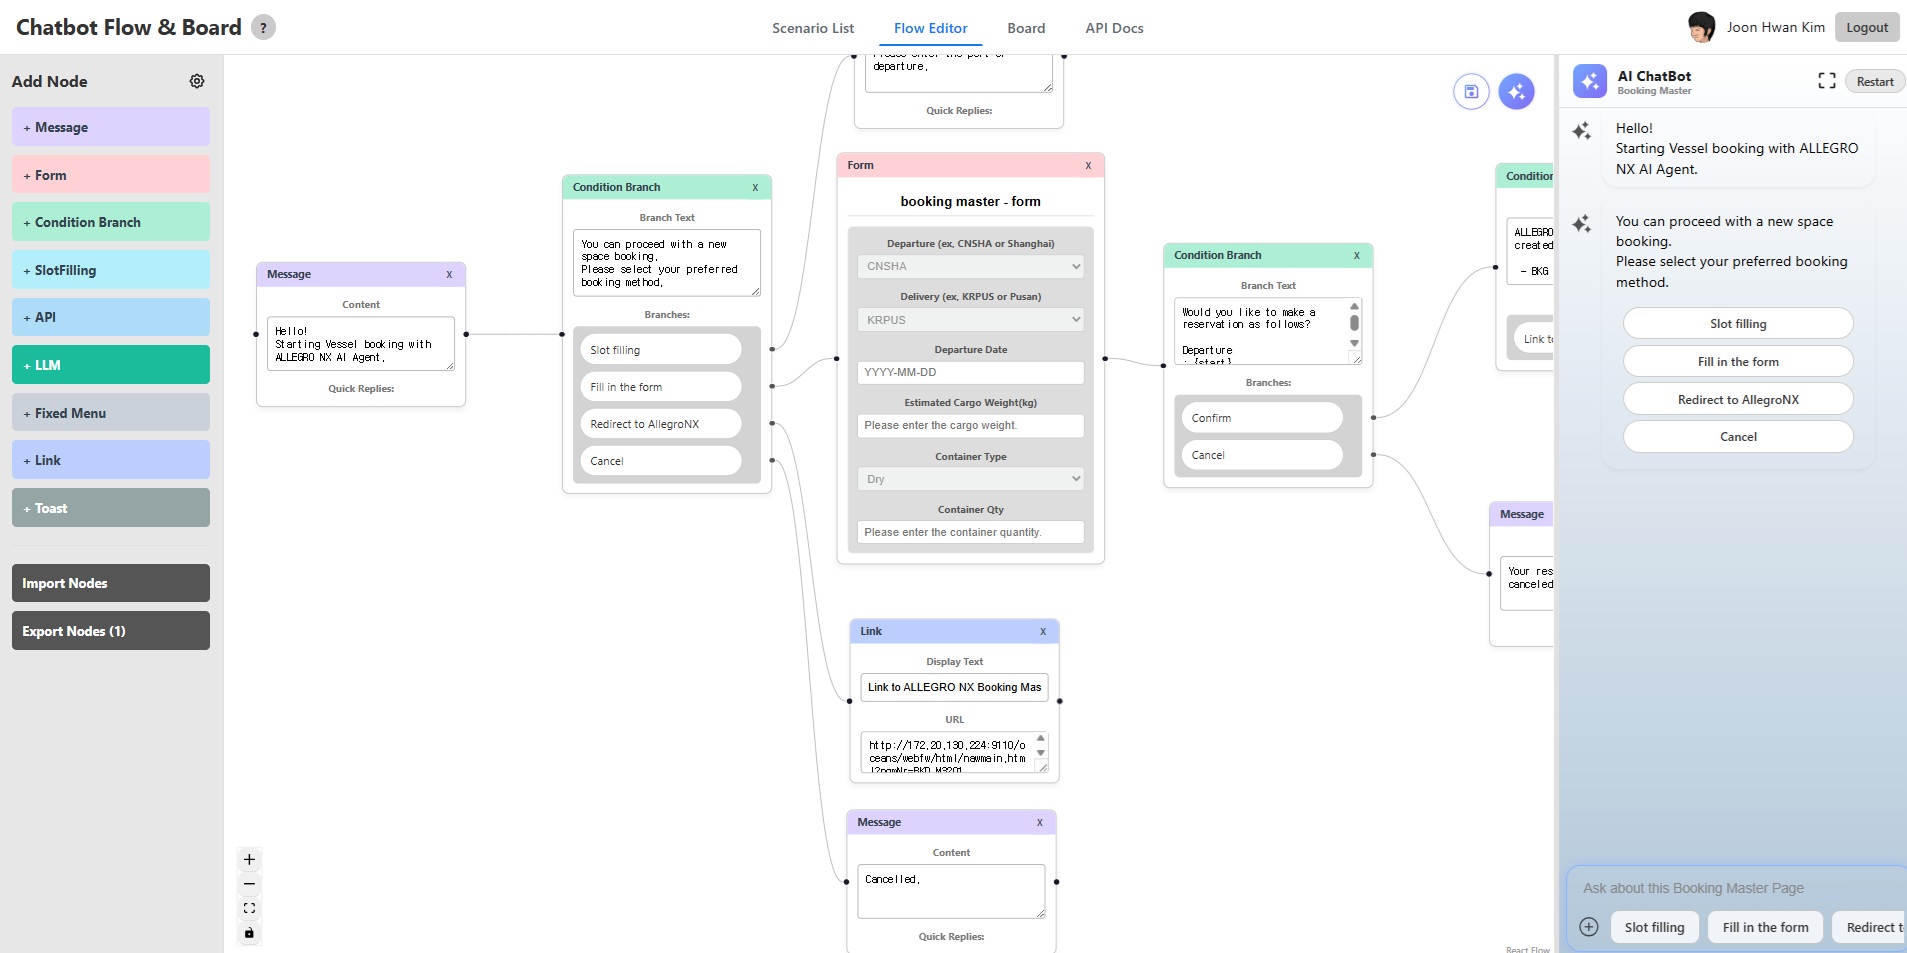 Chatbot Flow & Board ?
Scenario List
Flow Editor
Board
API Docs
Joon Hwan Kim
Logout
Add Node
+ Message
+ Form
+ Condition Branch
+ SlotFilling
+ API
+ LLM
+ Fixed Menu
+ Link
+ Toast
Import Nodes
Export Nodes (1)
Message X
Content
Hello!
Starting Vessel booking with
ALLEGRO NX AI Agent.
Quick Replies:
Condition Branch X
Branch Text
You can proceed with a new
space booking.
Please select your preferred
booking method.
Branches:
Slot filling
Fill in the form
Redirect to AllegroNX
Cancel
departure.
Quick Replies:
Form X
booking master - form
Departure (ex, CNSHA or Shanghai)
CNSHA
Delivery (ex, KRPUS or Pusan)
KRPUS
Departure Date
YYYY-MM-DD
Estimated Cargo Weight(kg)
Please enter the cargo weight.
Container Type
Dry
Container Qty
Please enter the container quantity.
Link X
Display Text
Link to ALLEGRO NX Booking Mas
URL
http://172.20.130.224:9110/o
ceans/webfw/html/nawmain.htm
Message X
Content
Cancelled.
Quick Replies:
Condition Branch X
Branch Text
Would you like to make a
reservation as follows?
Departure
: {start}
Branches:
Confirm
Cancel
Condition
ALLEGRO
created
- BKG
Link to
Message
Your res
canceled
React Flow
AI ChatBot
Booking Master
Restart
Hello!
Starting Vessel booking with ALLEGRO
NX AI Agent.
You can proceed with a new space
booking.
Please select your preferred booking
method.
Slot filling
Fill in the form
Redirect to AllegroNX
Cancel
Ask about this Booking Master Page
Slot filling
Fill in the form
Redirect t